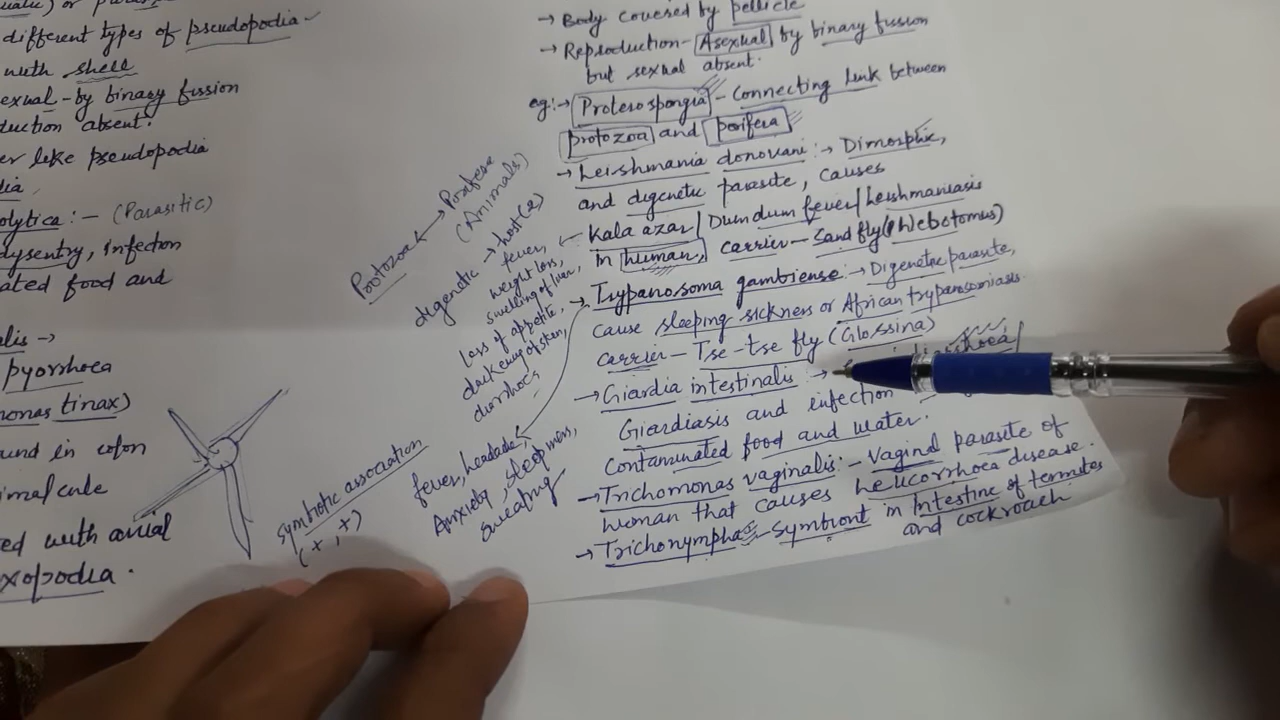 different types of pseudopodia
with shell
exual - by binary fission
duction absent.
er like pseudopodia
dia
olytica :- (Parasitic)
dysentry, infection
ated food and
alis →
pyorrhoea
monas tinax)
und in colon
imalcule
ed with axial
xopodia.
Protozoa ↔ Porifera
(Animals)
digenetic → host(2)
fever,
weight loss,
swelling of liver,
loss of appetite,
darkening of skin,
diarrhoea
symbiotic association
(+, +)
fever, headache,
Anxiety, sleepiness,
sweating
→ Body covered by pellicle
→ Reproduction - Asexual by binary fission
but sexual absent.
eg:→ Proterospongia - connecting link between
protozoa and porifera
→ Leishmania donovani :→ Dimorphic,
and digenetic parasite, causes
Kala azar / Dumdum fever / Leishmaniasis
in human, carrier - sand fly (Phlebotomus)
→ Trypanosoma gambiense :→ Digenetic parasite,
cause sleeping sickness or African trypanosomiasis.
carrier - Tse-tse fly (Glossina)
→ Giardia intestinalis :→ diarrhoea/
Giardiasis and infection
contaminated food and water.
→ Trichomonas vaginalis :- vaginal parasite of
human that causes leucorrhoea disease.
→ Trichonympha - symbiont in Intestine of termites
and cockroach